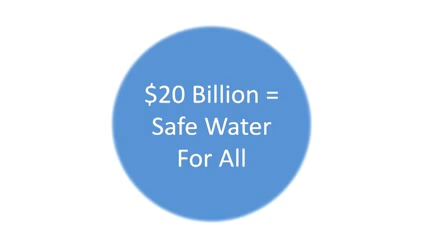 $20 Billion =
Safe Water
For All